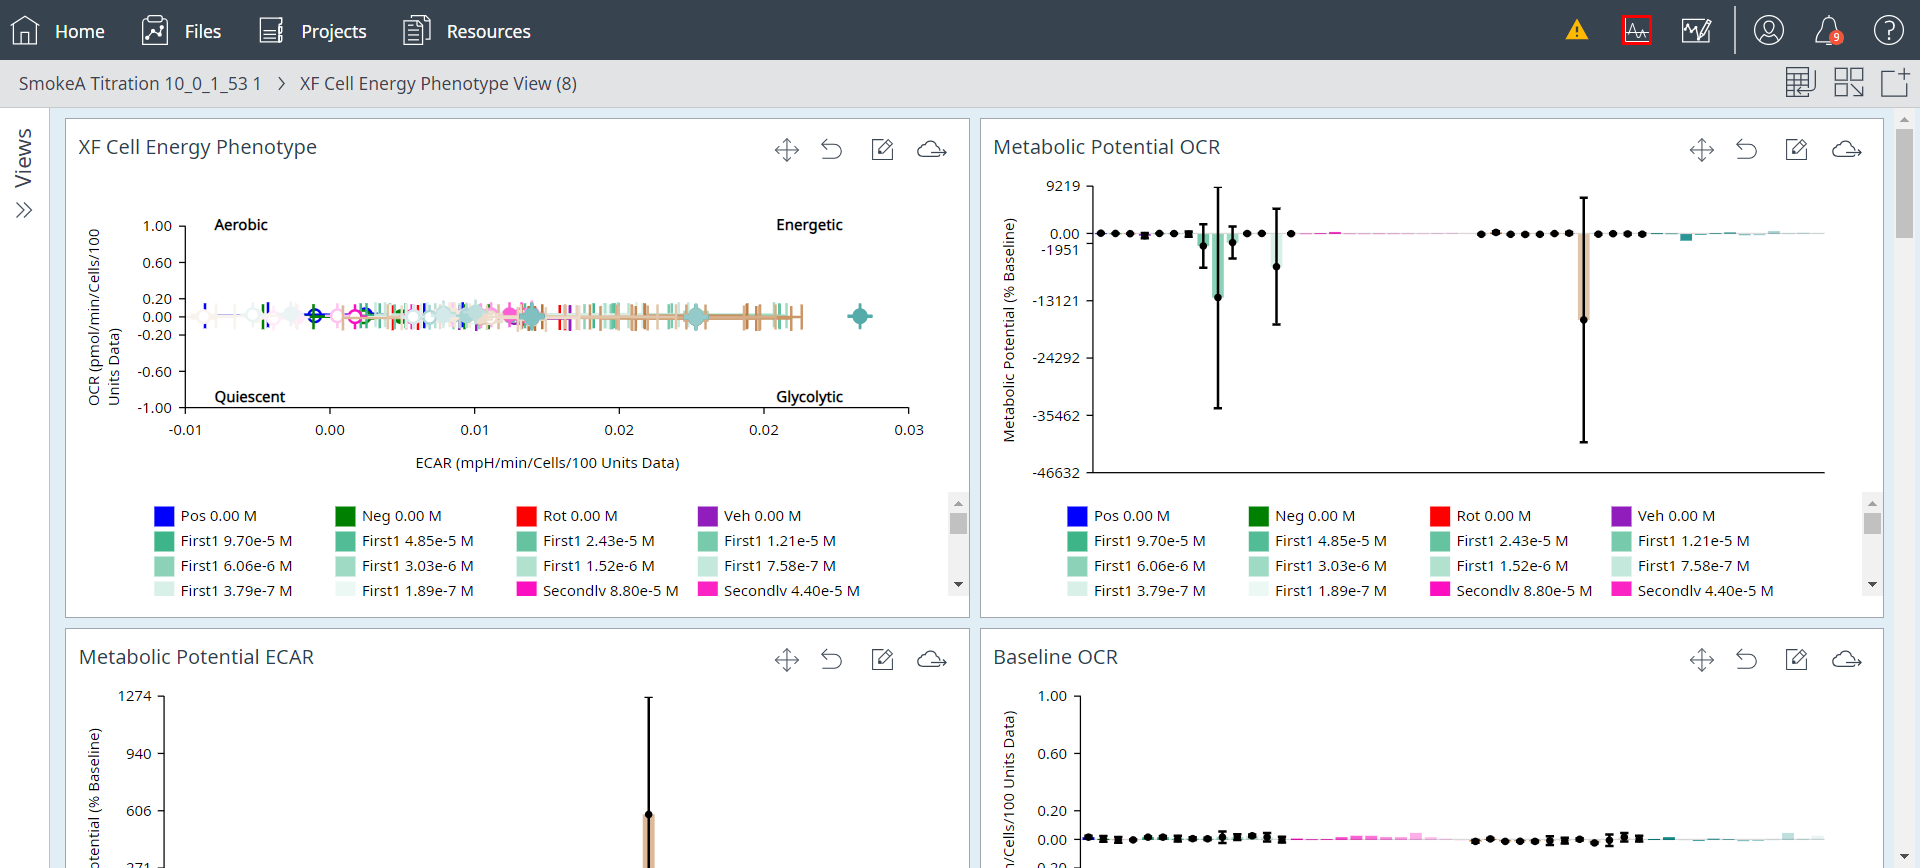 Home Files Projects Resources 9
SmokeA Titration 10_0_1_53 1 XF Cell Energy Phenotype View (8)
Views
XF Cell Energy Phenotype
OCR (pmol/min/Cells/100
Units Data)
1.00
0.60
0.20
0.00
-0.20
-0.60
-1.00
Aerobic Energetic
Quiescent Glycolytic
-0.01 0.00 0.01 0.02 0.02 0.03
ECAR (mpH/min/Cells/100 Units Data)
Pos 0.00 M Neg 0.00 M Rot 0.00 M Veh 0.00 M
First1 9.70e-5 M First1 4.85e-5 M First1 2.43e-5 M First1 1.21e-5 M
First1 6.06e-6 M First1 3.03e-6 M First1 1.52e-6 M First1 7.58e-7 M
First1 3.79e-7 M First1 1.89e-7 M Secondly 8.80e-5 M Secondly 4.40e-5 M
Metabolic Potential OCR
Metabolic Potential (% Baseline)
9219
0.00
-1951
-13121
-24292
-35462
-46632
Pos 0.00 M Neg 0.00 M Rot 0.00 M Veh 0.00 M
First1 9.70e-5 M First1 4.85e-5 M First1 2.43e-5 M First1 1.21e-5 M
First1 6.06e-6 M First1 3.03e-6 M First1 1.52e-6 M First1 7.58e-7 M
First1 3.79e-7 M First1 1.89e-7 M Secondly 8.80e-5 M Secondly 4.40e-5 M
Metabolic Potential ECAR
otential (% Baseline)
1274
940
606
271
Baseline OCR
/Cells/100 Units Data)
1.00
0.60
0.20
0.00
-0.20